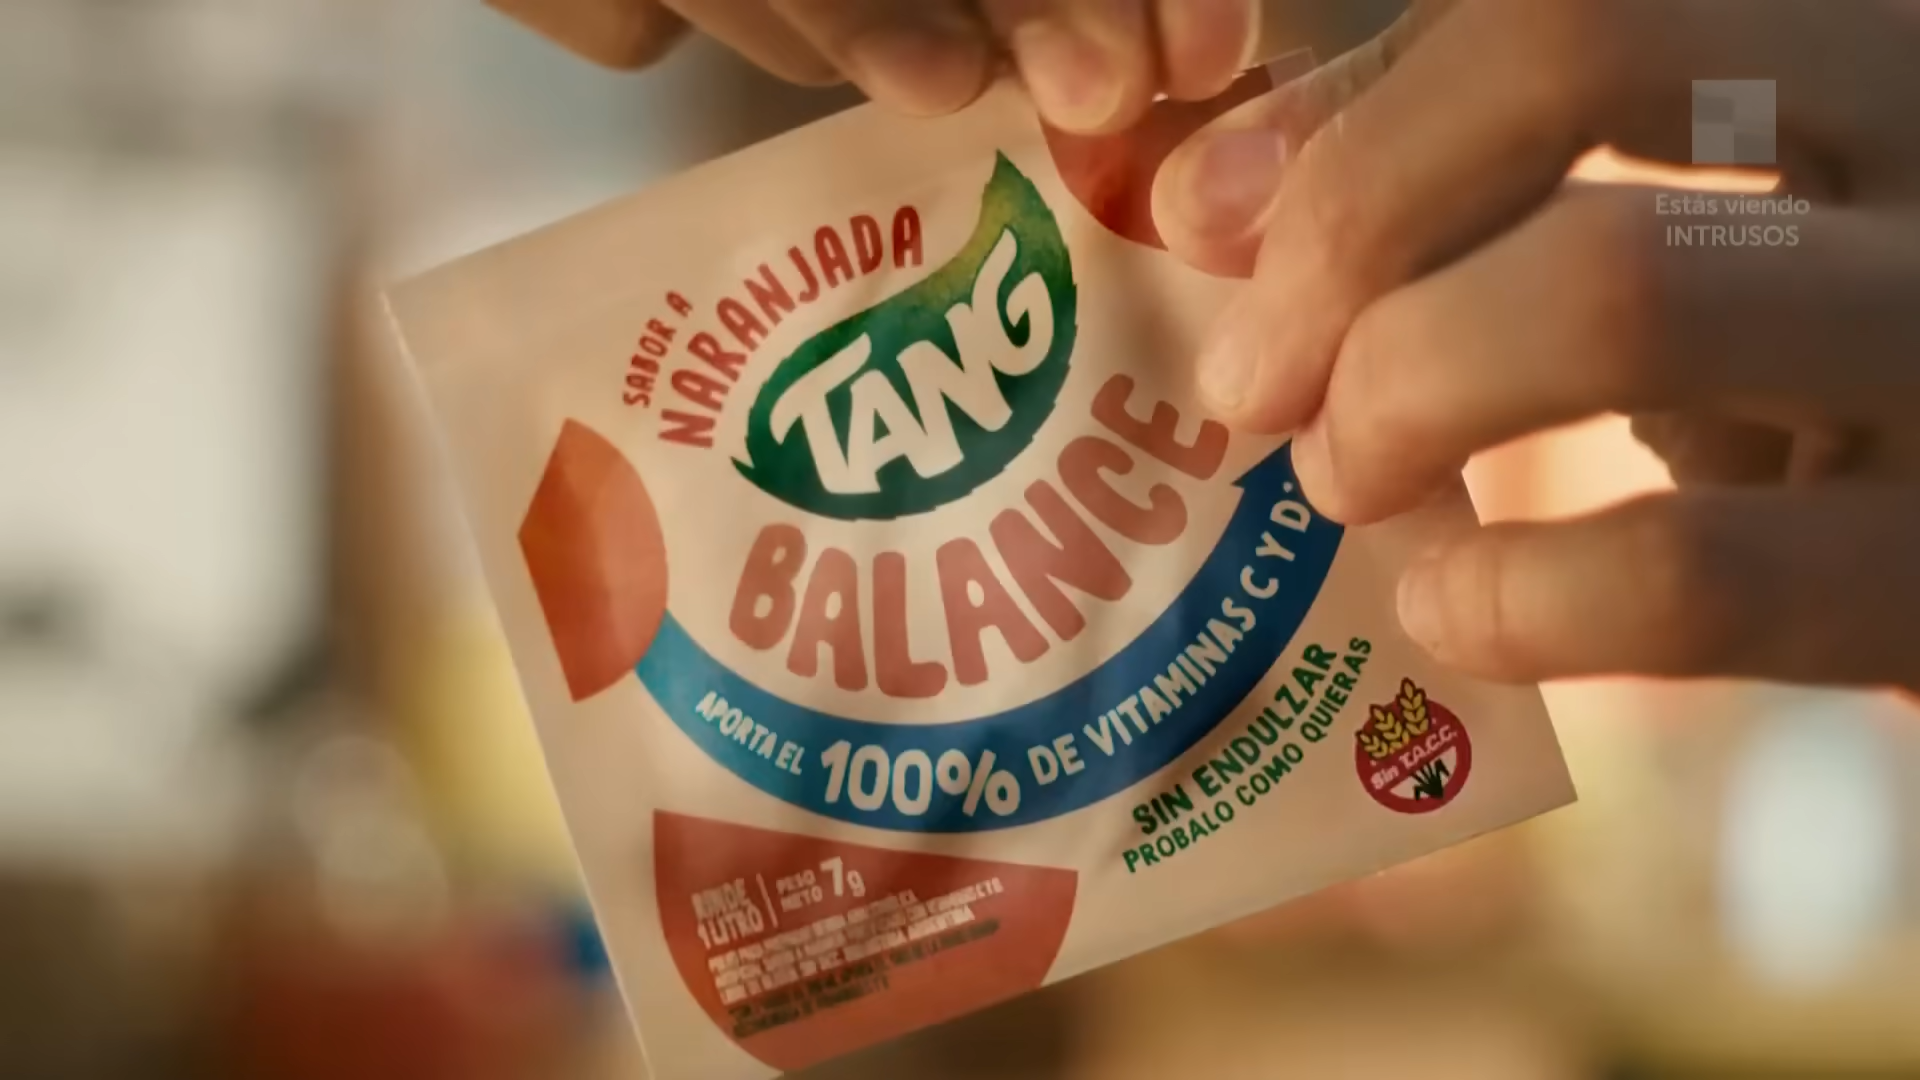 SABOR A
NARANJADA
TANG
BALANCE
APORTA EL 100% DE VITAMINAS C Y D*
SIN ENDULZAR
PROBALO COMO QUIERAS
Sin T.A.C.C.
RINDE
1 LITRO
PESO
NETO 7g
Estás viendo
INTRUSOS